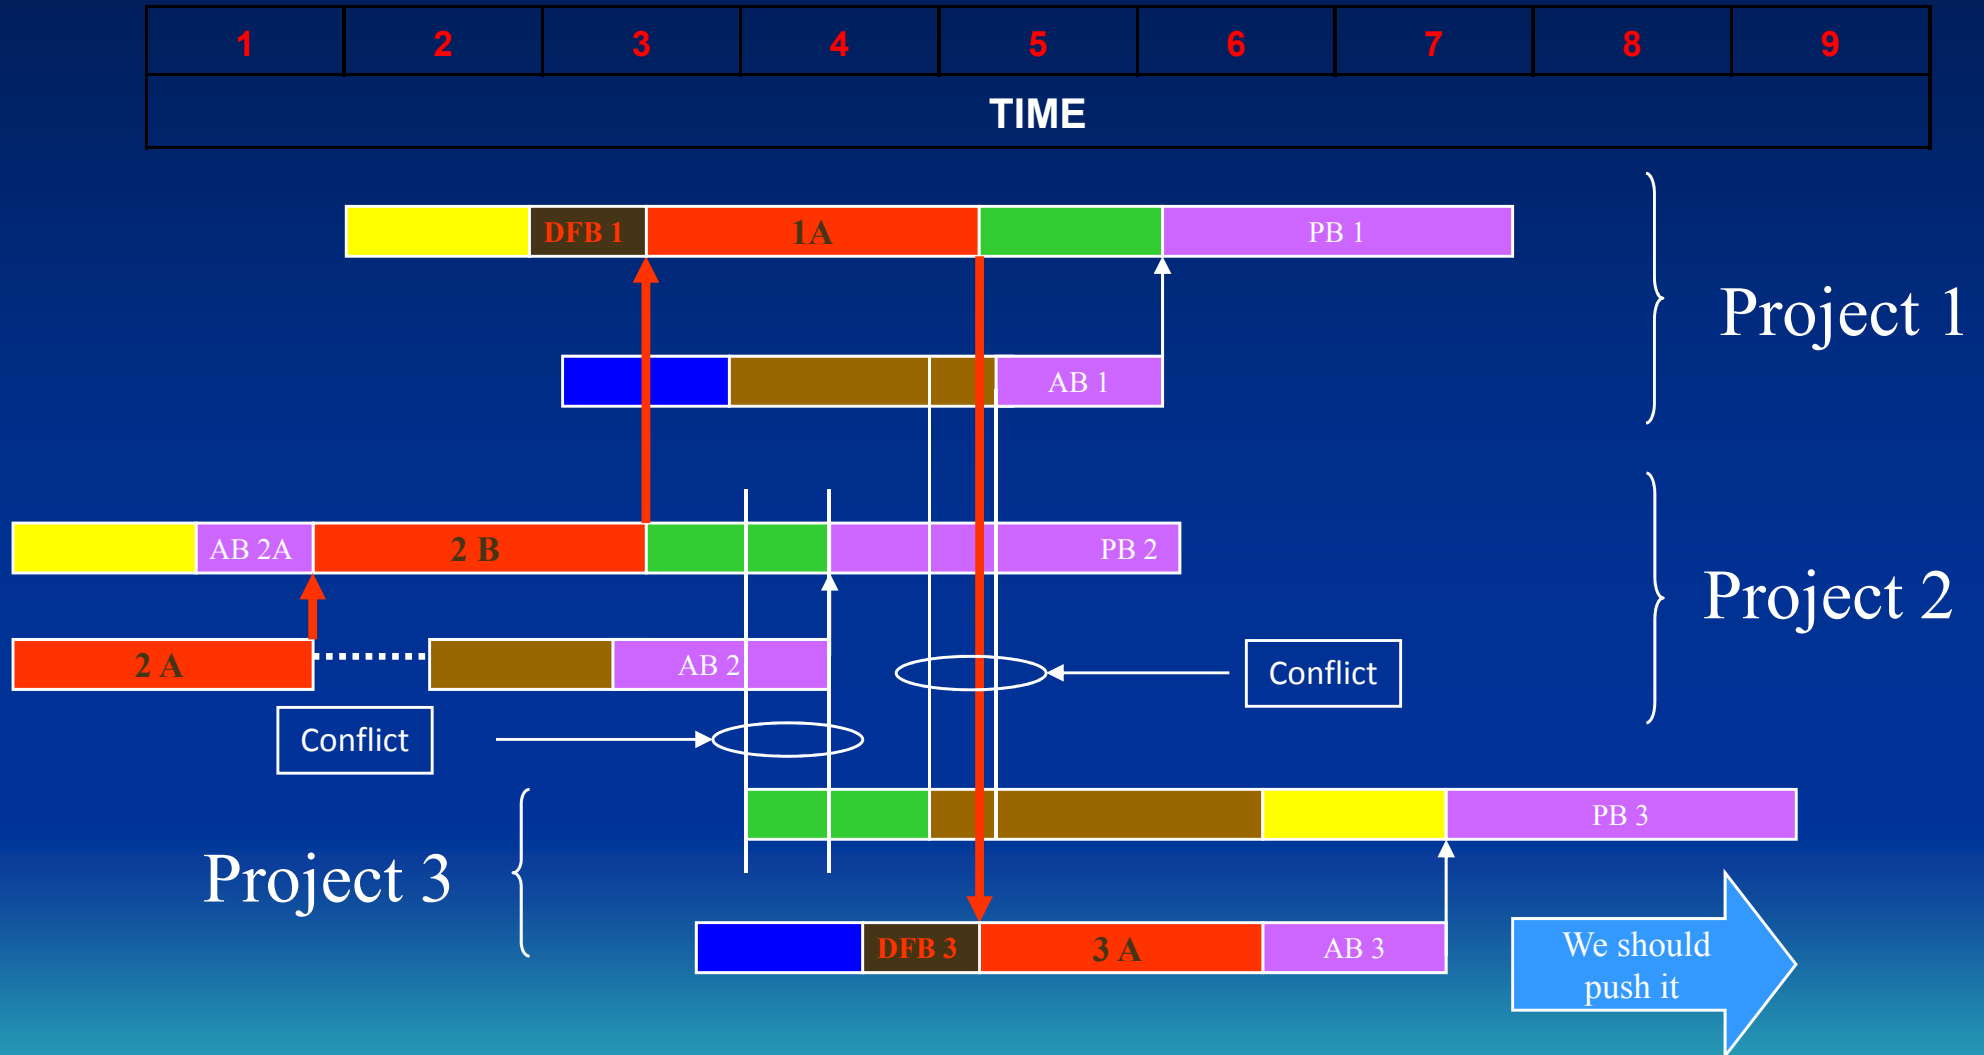 1 2 3 4 5 6 7 8 9
TIME
DFB 1 1A PB 1
Project 1
AB 1
AB 2A 2 B PB 2
Project 2
2 A AB 2
Conflict
Conflict
PB 3
Project 3
DFB 3 3 A AB 3
We should
push it